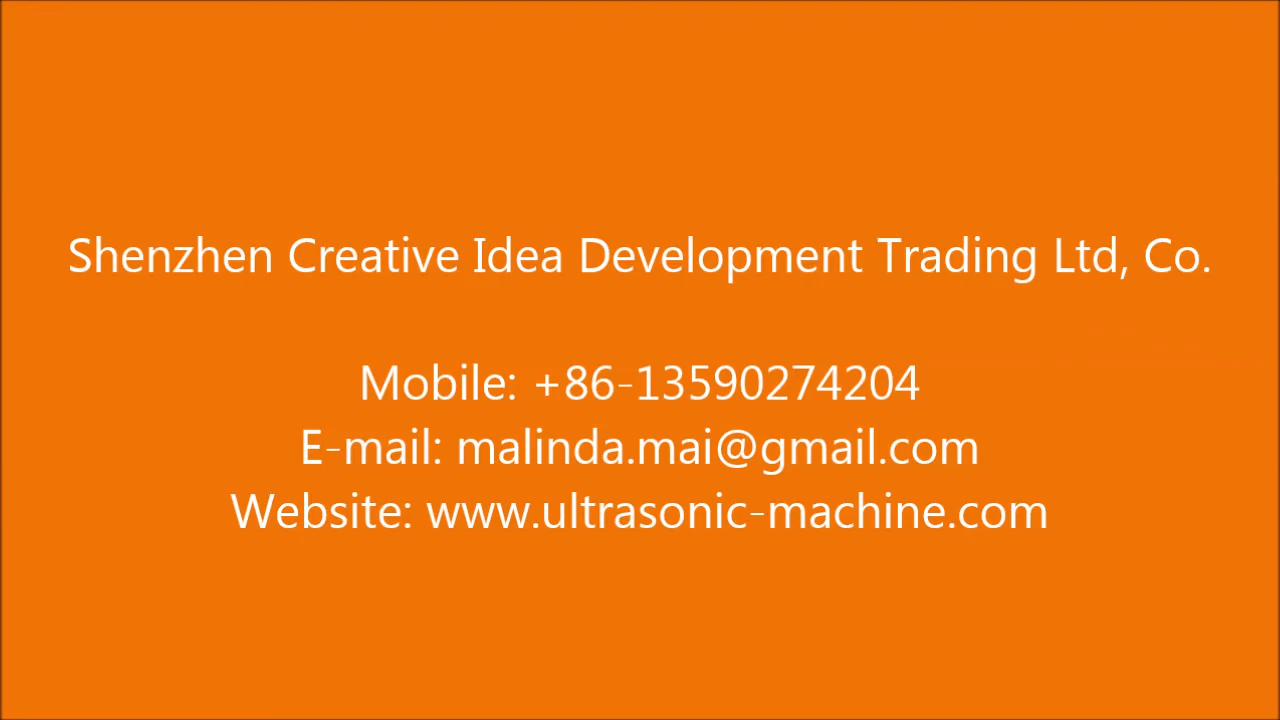 Shenzhen Creative Idea Development Trading Ltd, Co.
Mobile: +86-13590274204
E-mail: malinda.mai@gmail.com
Website: www.ultrasonic-machine.com